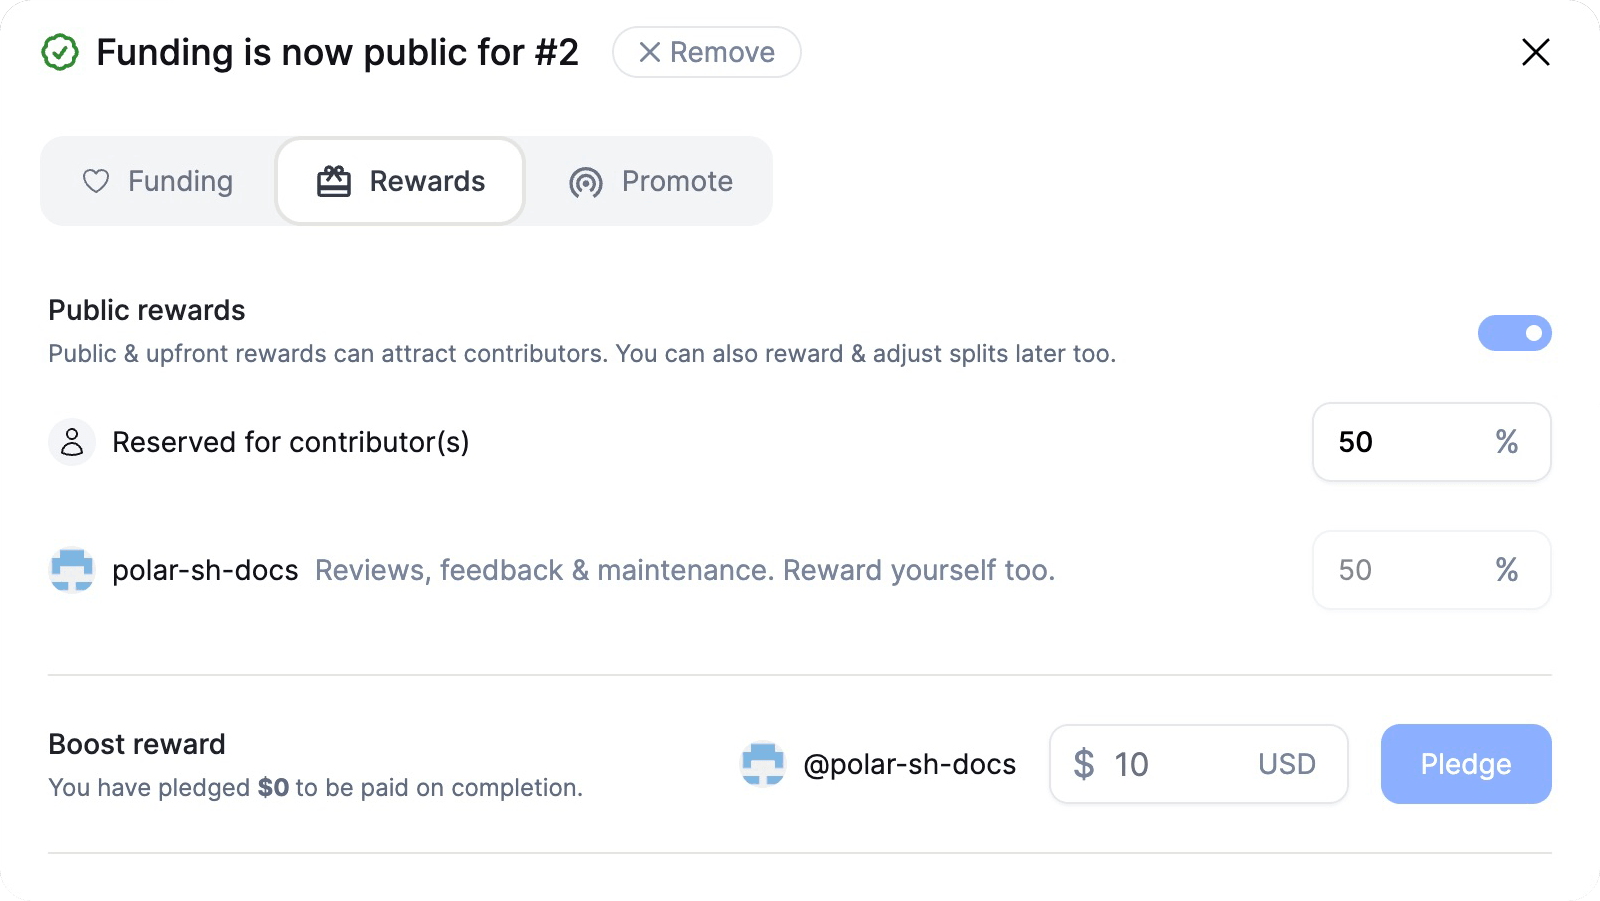 Funding is now public for #2
Remove
Funding
Rewards
Promote
Public rewards
Public & upfront rewards can attract contributors. You can also reward & adjust splits later too.
Reserved for contributor(s)
50 %
polar-sh-docs Reviews, feedback & maintenance. Reward yourself too.
50 %
Boost reward
You have pledged $0 to be paid on completion.
@polar-sh-docs
$ 10 USD
Pledge